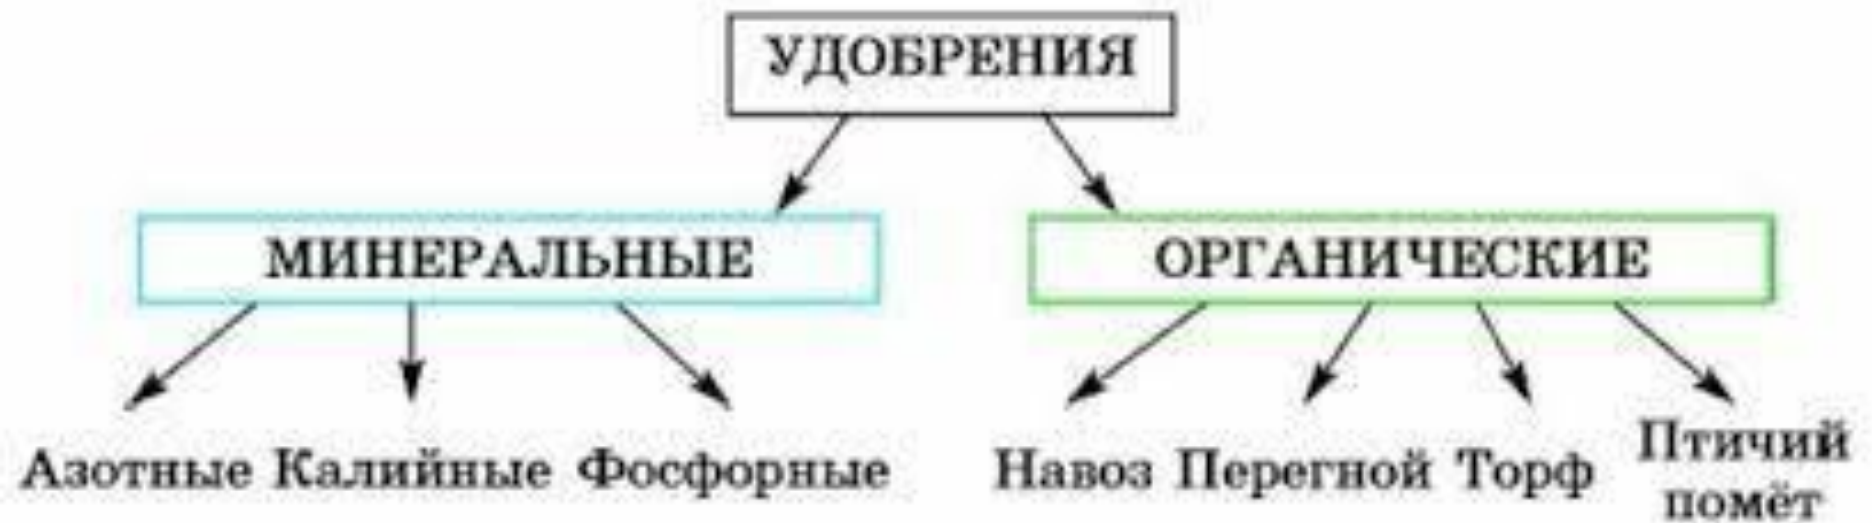 УДОБРЕНИЯ
МИНЕРАЛЬНЫЕ
ОРГАНИЧЕСКИЕ
Азотные Калийные Фосфорные
Навоз Перегной Торф Птичий
помёт